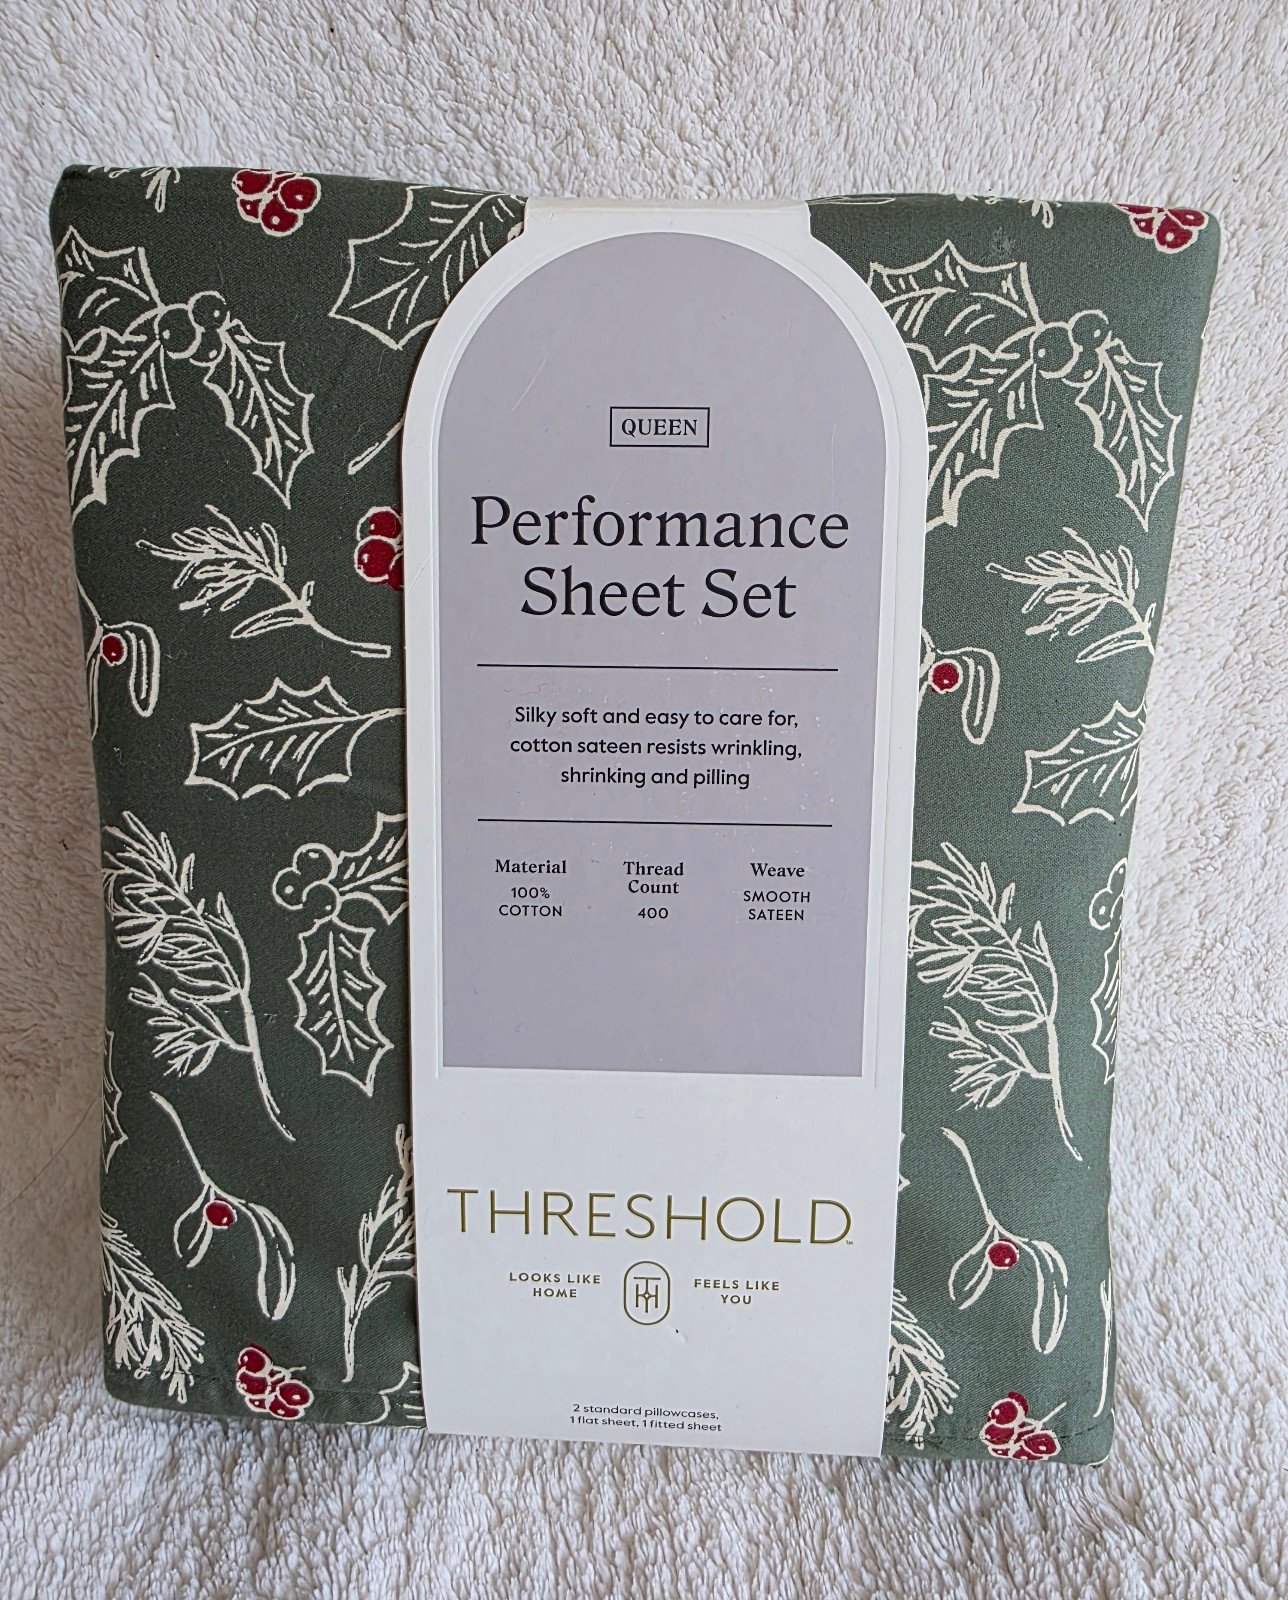 QUEEN
Performance
Sheet Set
Silky soft and easy to care for,
cotton sateen resists wrinkling,
shrinking and pilling
Material
100%
COTTON
Thread
Count
400
Weave
SMOOTH
SATEEN
THRESHOLD™
LOOKS LIKE
HOME
TH
FEELS LIKE
YOU
2 standard pillowcases,
1 flat sheet, 1 fitted sheet